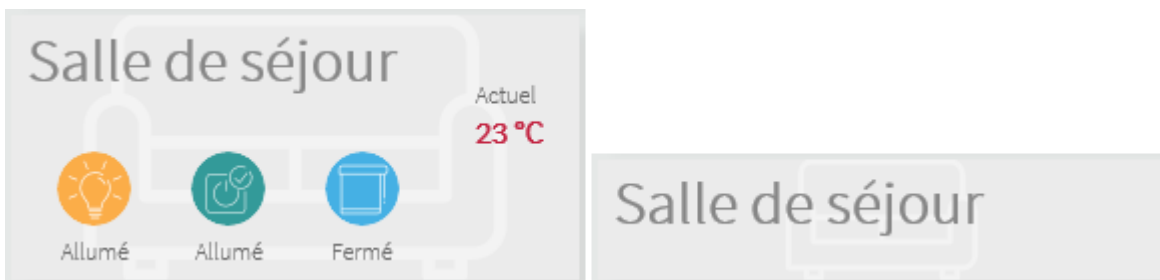 Salle de séjour
Actuel
23 °C
Allumé Allumé Fermé
Salle de séjour